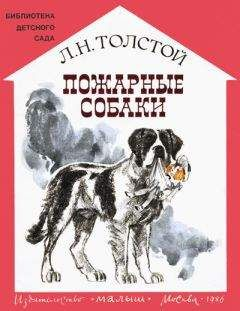 БИБЛИОТЕКА
ДЕТСКОГО
САДА
Л.Н.ТОЛСТОЙ
ПОЖАРНЫЕ
СОБАКИ
Издательство «МАЛЫШ» Москва·1986